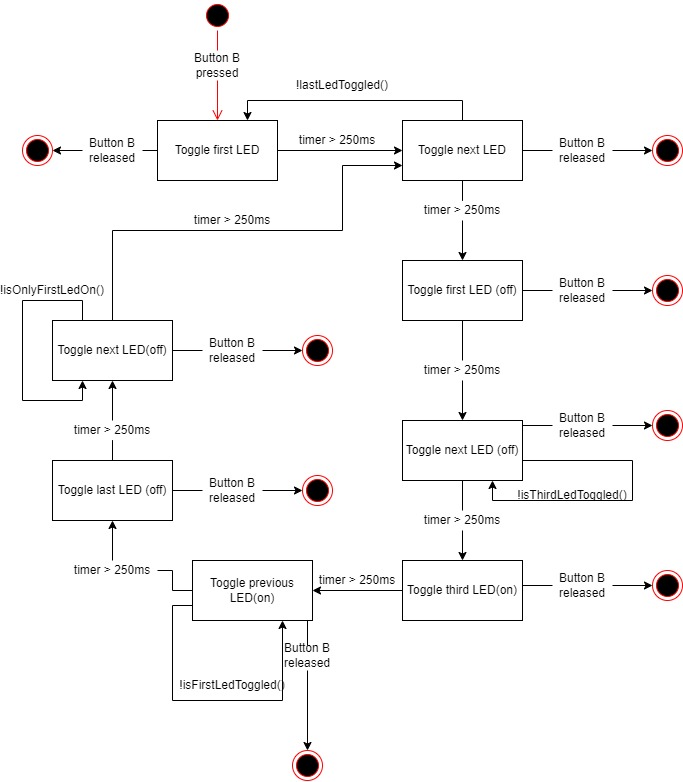 Button B
pressed
!lastLedToggled()
Button B
released
Toggle first LED
timer > 250ms
Toggle next LED
Button B
released
timer > 250ms
timer > 250ms
!isOnlyFirstLedOn()
Toggle first LED (off)
Button B
released
Toggle next LED(off)
Button B
released
timer > 250ms
timer > 250ms
Toggle next LED (off)
Button B
released
Toggle last LED (off)
Button B
released
!isThirdLedToggled()
timer > 250ms
timer > 250ms
Toggle previous
LED(on)
timer > 250ms
Toggle third LED(on)
Button B
released
Button B
released
!isFirstLedToggled()